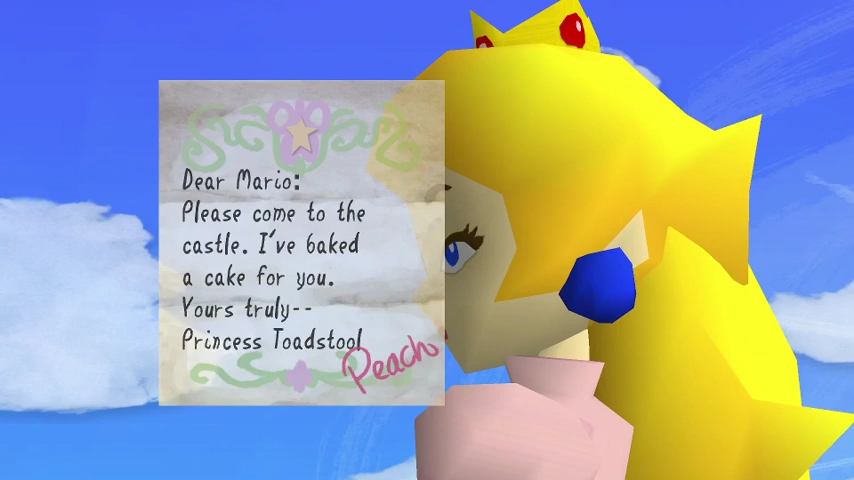 Dear Mario:
Please come to the
castle. I've baked
a cake for you.
Yours truly--
Princess Toadstool
Peach